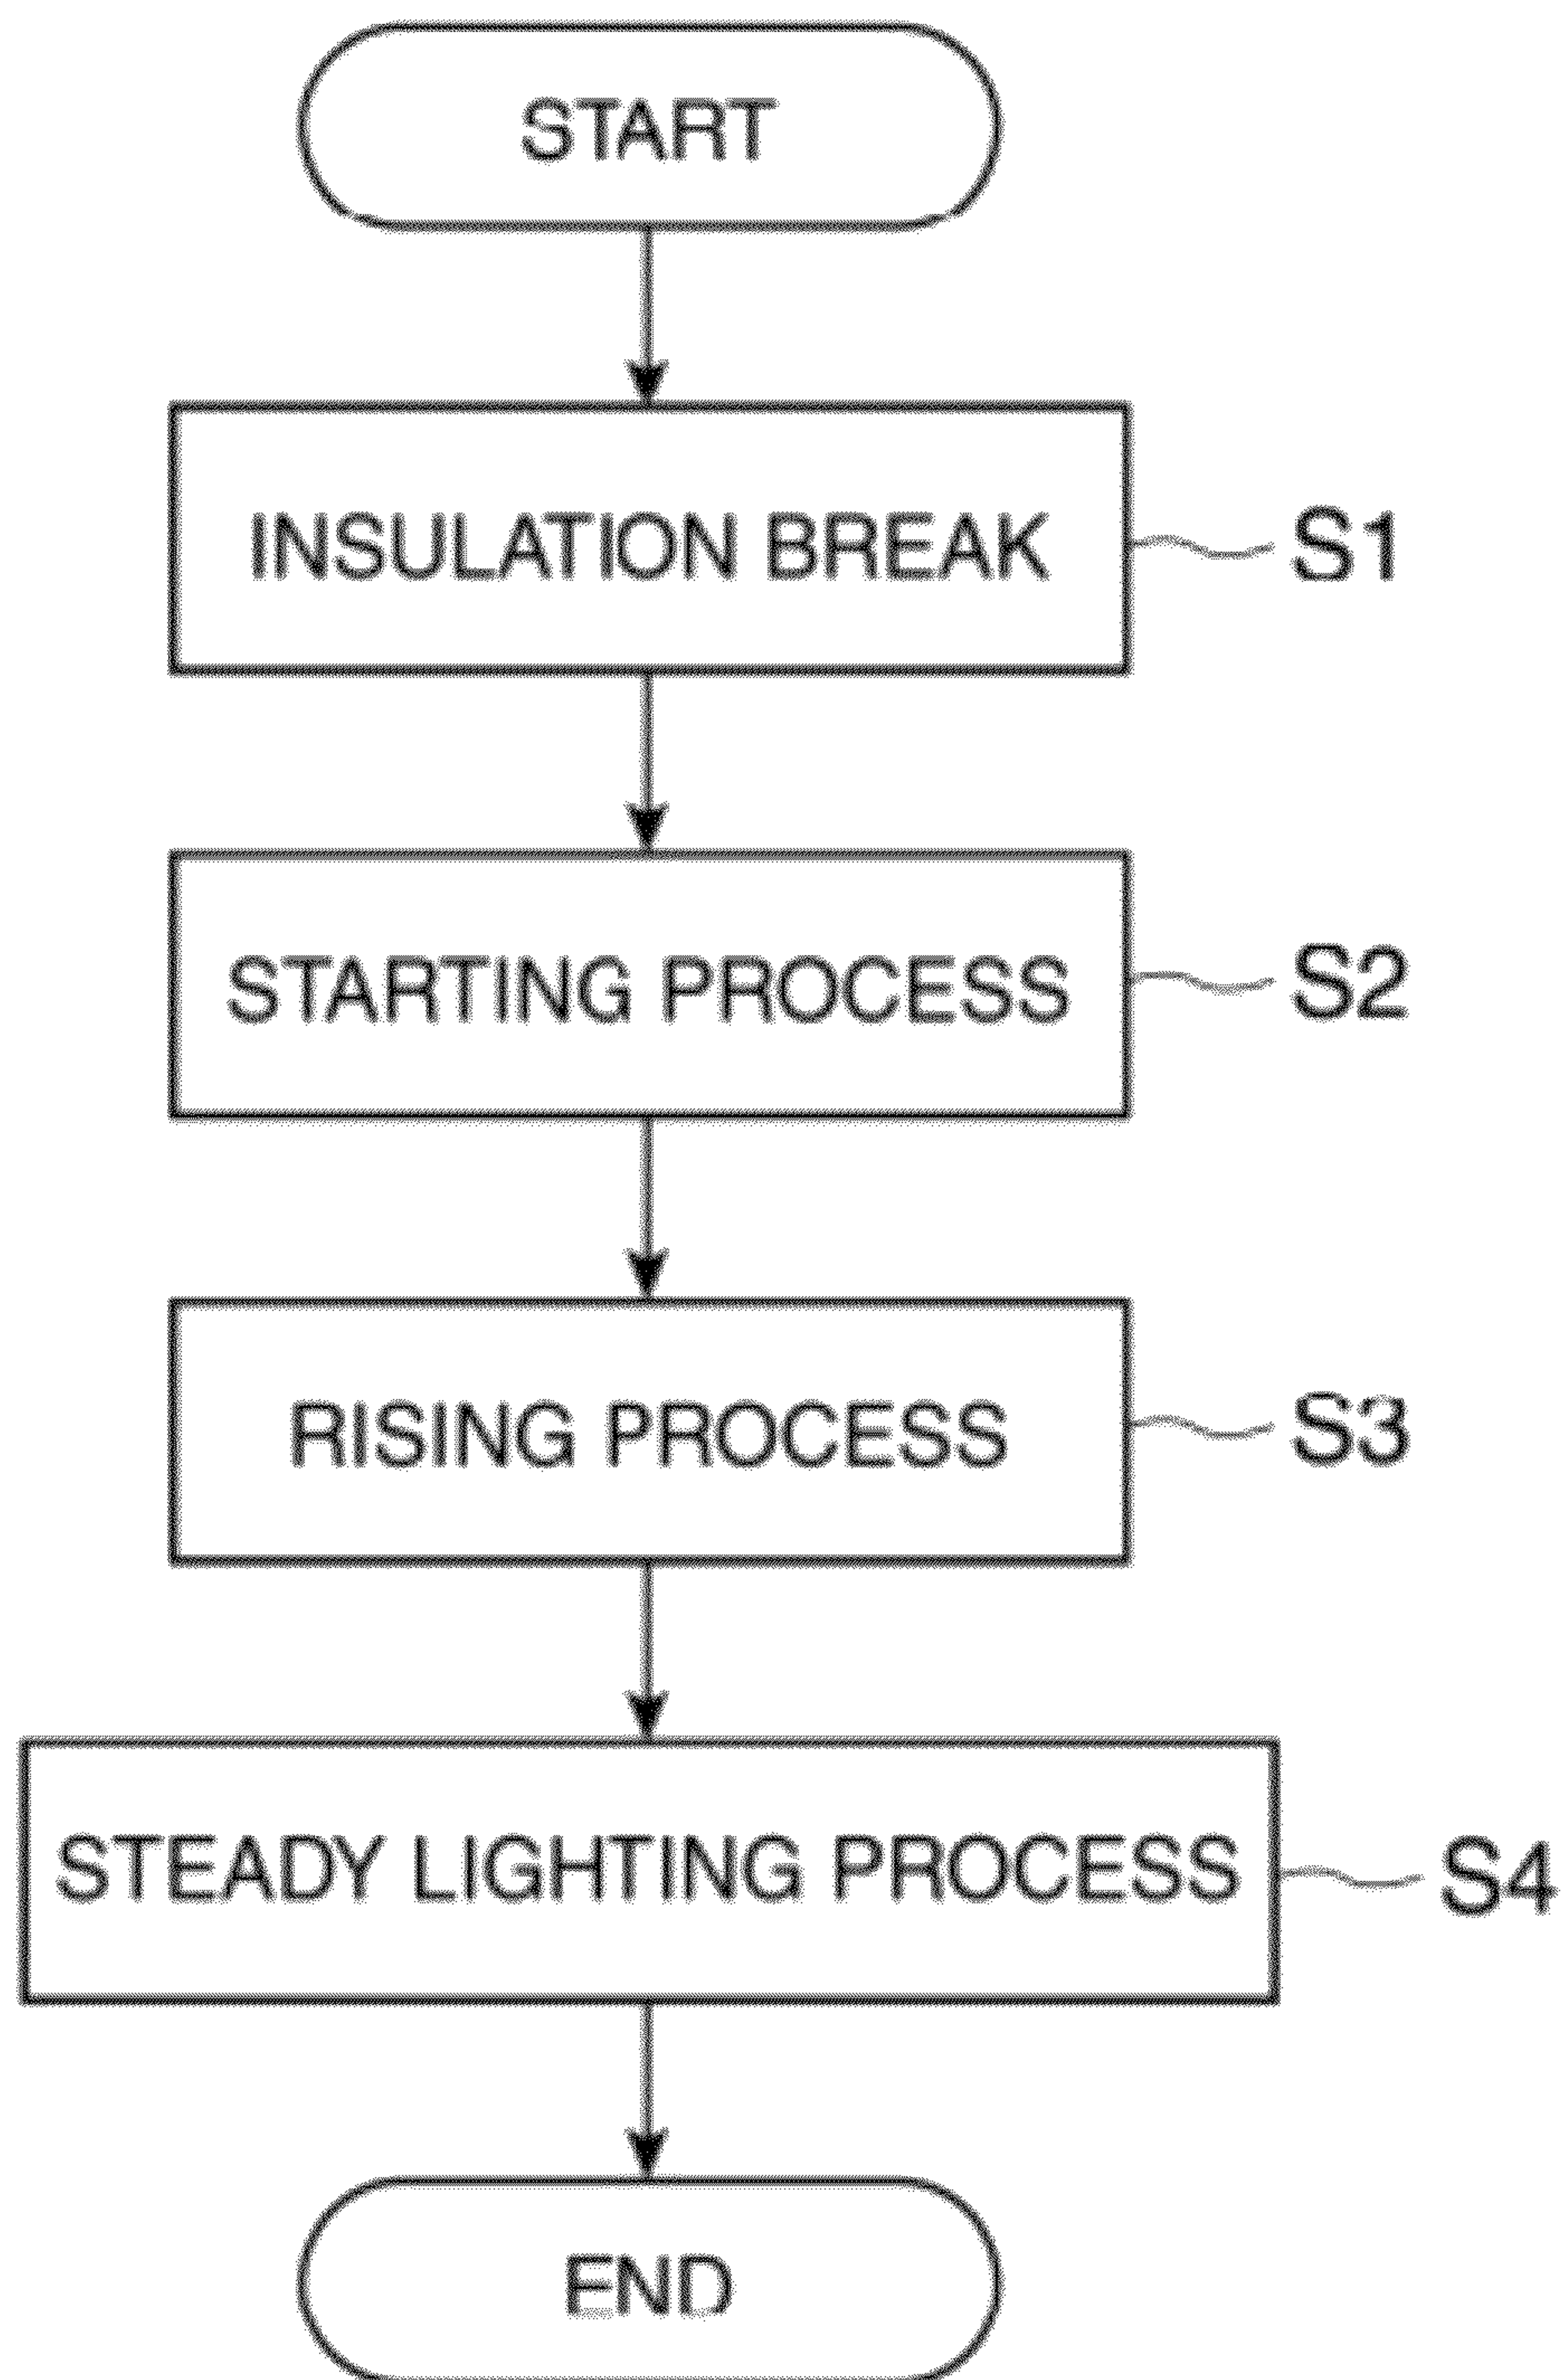 START
INSULATION BREAK S1
STARTING PROCESS S2
RISING PROCESS S3
STEADY LIGHTING PROCESS S4
END